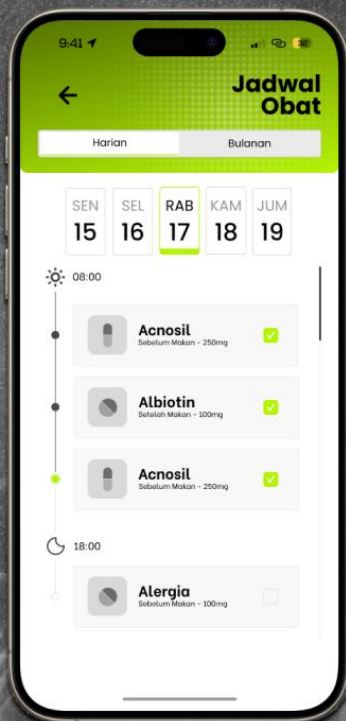 9:41
Jadwal
Obat
Harian
Bulanan
SEN
15
SEL
16
RAB
17
KAM
18
JUM
19
08:00
Acnosil
Sebelum Makan - 250mg
Albiotin
Setelah Makan - 100mg
Acnosil
Sebelum Makan - 250mg
18:00
Alergia
Sebelum Makan - 100mg